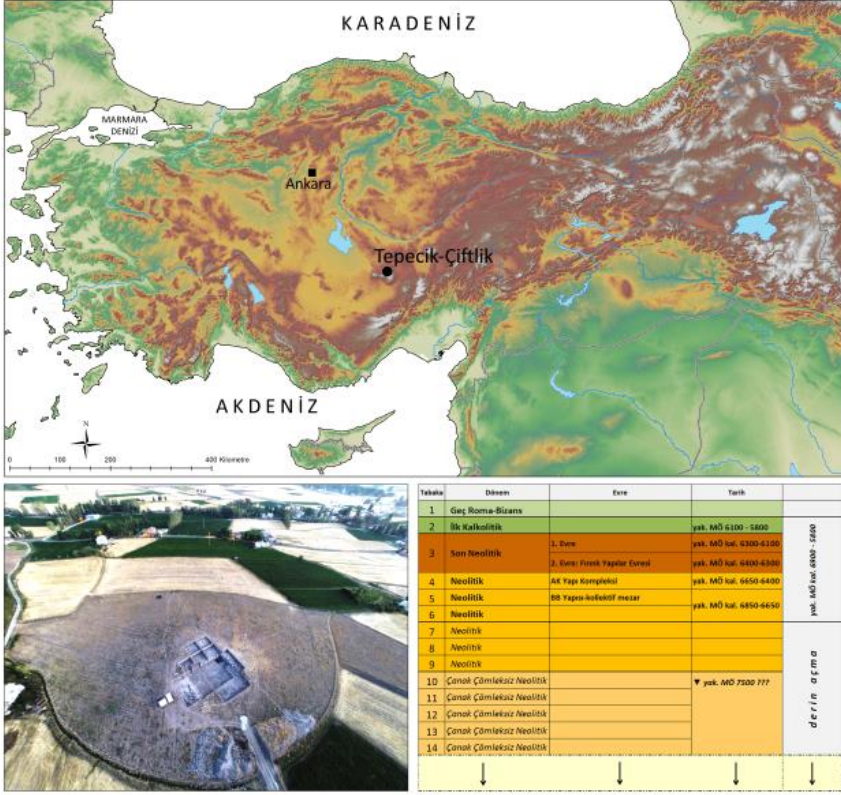 KARADENİZ
MARMARA
DENİZİ
Ankara
Tepecik-Çiftlik
AKDENİZ
N
0 100 200 400 Kilometre
Tabaka Dönem Evre Tarih
1 Geç Roma-Bizans
2 İlk Kalkolitik yak. MÖ 6100 - 5800
3 Son Neolitik 1. Evre yak. MÖ kal. 6300-6100
2. Evre: Fırınlı Yapılar Evresi yak. MÖ kal. 6400-6300
4 Neolitik AK Yapı Kompleksi yak. MÖ kal. 6650-6400
5 Neolitik BB Yapısı-kollektif mezar
yak. MÖ kal. 6850-6650
6 Neolitik
yak. MÖ kal. 6900 - 5800
7 Neolitik
8 Neolitik
9 Neolitik
10 Çanak Çömleksiz Neolitik ▼ yak. MÖ 7500 ???
11 Çanak Çömleksiz Neolitik
12 Çanak Çömleksiz Neolitik
13 Çanak Çömleksiz Neolitik
14 Çanak Çömleksiz Neolitik
derin açma